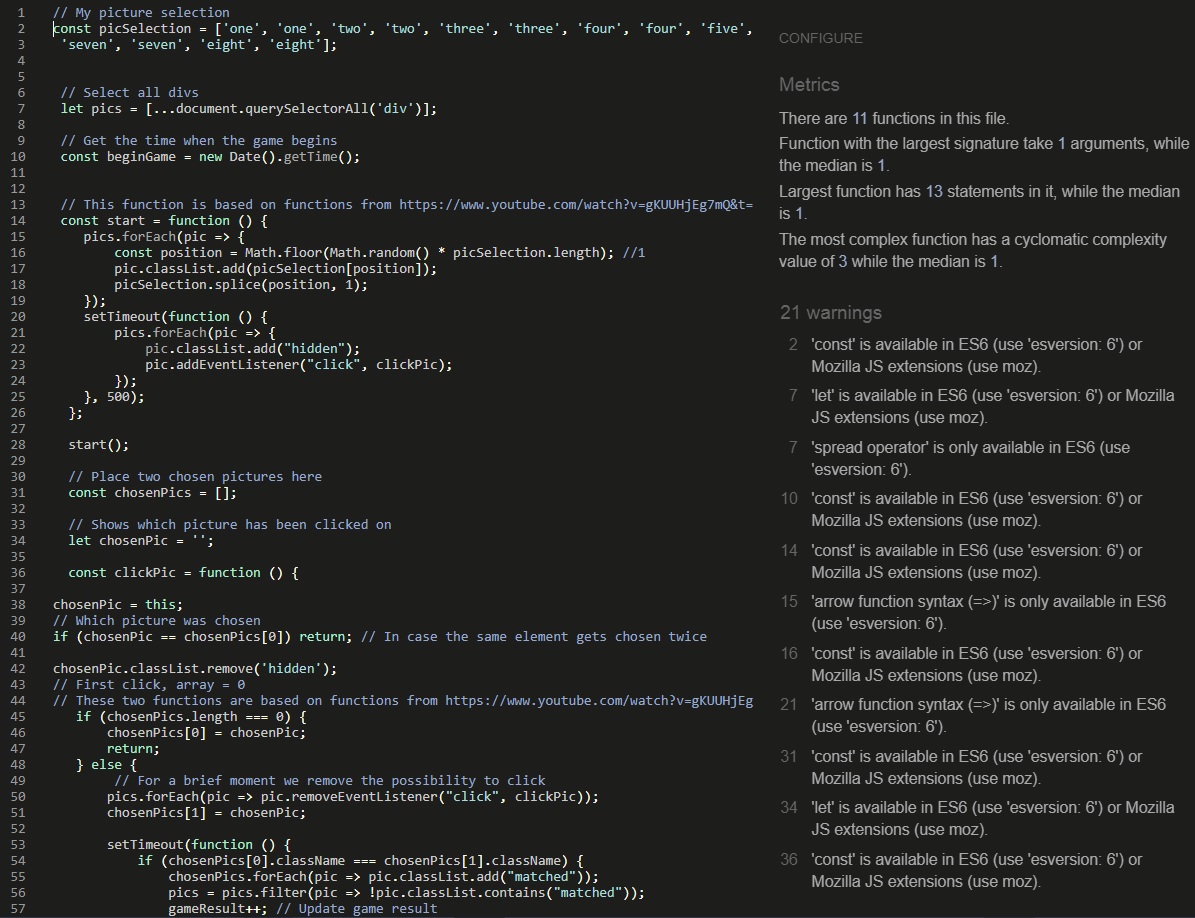 1 // My picture selection
2 const picSelection = ['one', 'one', 'two', 'two', 'three', 'three', 'four', 'four', 'five',
3 'seven', 'seven', 'eight', 'eight'];
4
5
6 // Select all divs
7 let pics = [...document.querySelectorAll('div')];
8
9 // Get the time when the game begins
10 const beginGame = new Date().getTime();
11
12
13 // This function is based on functions from https://www.youtube.com/watch?v=gKUUHjEg7mQ&t=
14 const start = function () {
15 pics.forEach(pic => {
16 const position = Math.floor(Math.random() * picSelection.length); //1
17 pic.classList.add(picSelection[position]);
18 picSelection.splice(position, 1);
19 });
20 setTimeout(function () {
21 pics.forEach(pic => {
22 pic.classList.add("hidden");
23 pic.addEventListener("click", clickPic);
24 });
25 }, 500);
26 };
27
28 start();
29
30 // Place two chosen pictures here
31 const chosenPics = [];
32
33 // Shows which picture has been clicked on
34 let chosenPic = '';
35
36 const clickPic = function () {
37
38 chosenPic = this;
39 // Which picture was chosen
40 if (chosenPic == chosenPics[0]) return; // In case the same element gets chosen twice
41
42 chosenPic.classList.remove('hidden');
43 // First click, array = 0
44 // These two functions are based on functions from https://www.youtube.com/watch?v=gKUUHjEg
45 if (chosenPics.length === 0) {
46 chosenPics[0] = chosenPic;
47 return;
48 } else {
49 // For a brief moment we remove the possibility to click
50 pics.forEach(pic => pic.removeEventListener("click", clickPic));
51 chosenPics[1] = chosenPic;
52
53 setTimeout(function () {
54 if (chosenPics[0].className === chosenPics[1].className) {
55 chosenPics.forEach(pic => pic.classList.add("matched"));
56 pics = pics.filter(pic => !pic.classList.contains("matched"));
57 gameResult++; // Update game result
CONFIGURE
Metrics
There are 11 functions in this file.
Function with the largest signature take 1 arguments, while
the median is 1.
Largest function has 13 statements in it, while the median
is 1.
The most complex function has a cyclomatic complexity
value of 3 while the median is 1.
21 warnings
2 'const' is available in ES6 (use 'esversion: 6') or
Mozilla JS extensions (use moz).
7 'let' is available in ES6 (use 'esversion: 6') or Mozilla
JS extensions (use moz).
7 'spread operator' is only available in ES6 (use
'esversion: 6').
10 'const' is available in ES6 (use 'esversion: 6') or
Mozilla JS extensions (use moz).
14 'const' is available in ES6 (use 'esversion: 6') or
Mozilla JS extensions (use moz).
15 'arrow function syntax (=>)' is only available in ES6
(use 'esversion: 6').
16 'const' is available in ES6 (use 'esversion: 6') or
Mozilla JS extensions (use moz).
21 'arrow function syntax (=>)' is only available in ES6
(use 'esversion: 6').
31 'const' is available in ES6 (use 'esversion: 6') or
Mozilla JS extensions (use moz).
34 'let' is available in ES6 (use 'esversion: 6') or Mozilla
JS extensions (use moz).
36 'const' is available in ES6 (use 'esversion: 6') or
Mozilla JS extensions (use moz).